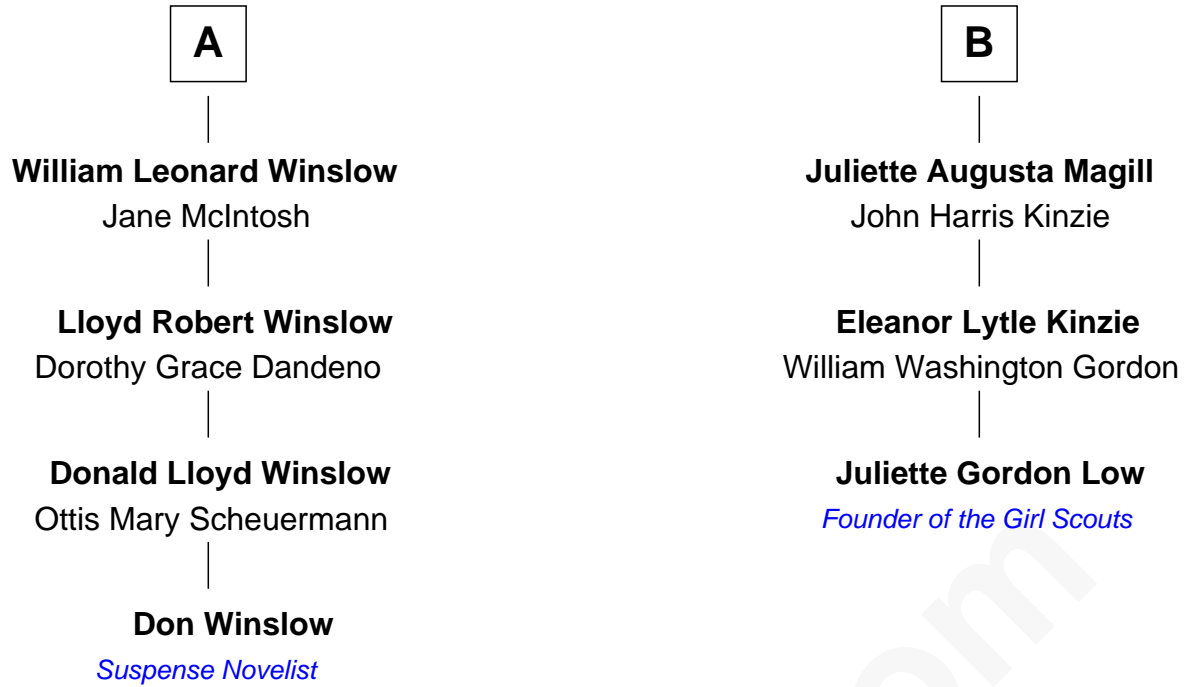 A
William Leonard Winslow
Jane McIntosh
Lloyd Robert Winslow
Dorothy Grace Dandeno
Donald Lloyd Winslow
Ottis Mary Scheuermann
Don Winslow
Suspense Novelist
B
Juliette Augusta Magill
John Harris Kinzie
Eleanor Lytle Kinzie
William Washington Gordon
Juliette Gordon Low
Founder of the Girl Scouts
om